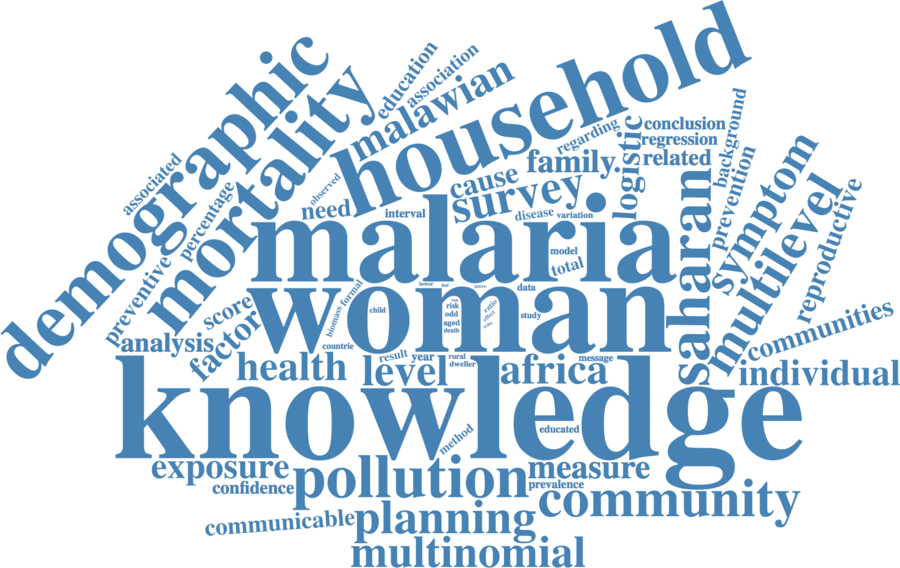 demographic
mortality
household
education
association
malawian
associated
percentage
preventive
observed
need
interval
cause
survey
disease
variation
family
regarding
logistic
conclusion
regression
related
background
prevention
symptom
multilevel
reproductive
saharan
malaria
model
total
woman
lower
fuel
more
data
child
biomass
formal
risk
odd
aged
death
ratio
effect
tribe
study
countrie
score
factor
analysis
health
result
year
rural
dweller
level
africa
message
communities
individual
knowledge
educated
method
exposure
confidence
pollution
measure
prevalence
community
communicable
planning
multinomial